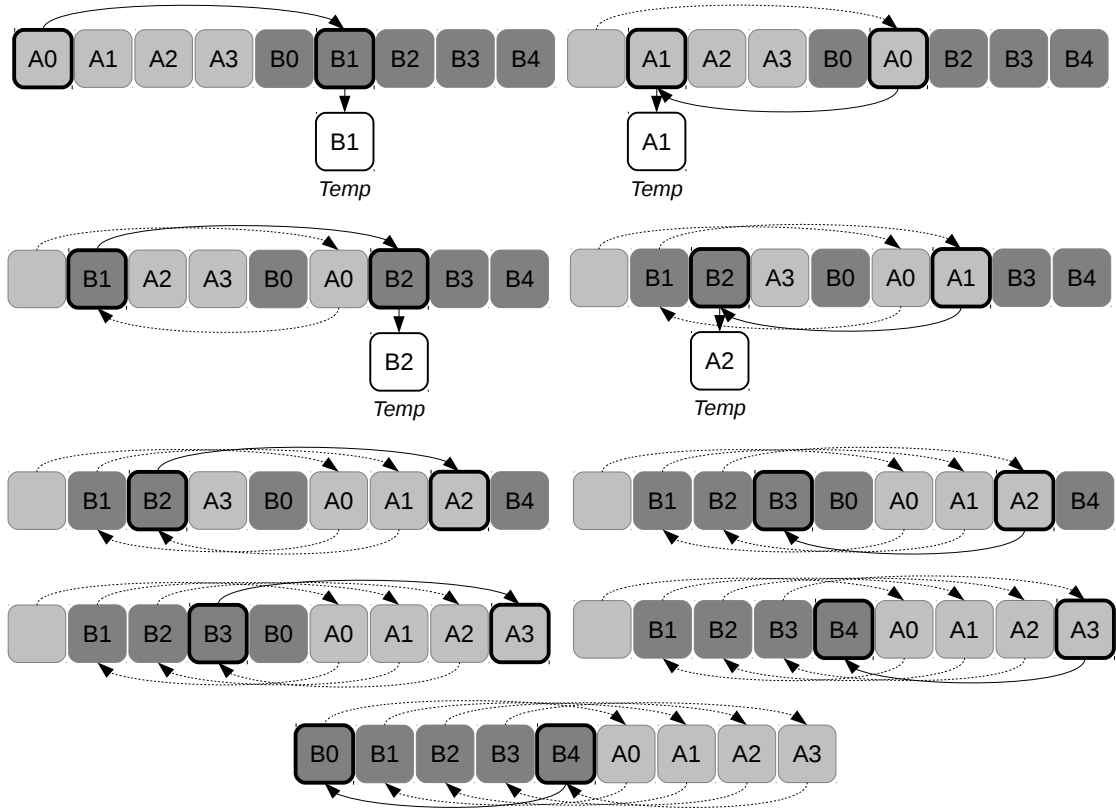 A0 A1 A2 A3 B0 B1 B2 B3 B4
B1
Temp
A1 A2 A3 B0 A0 B2 B3 B4
A1
Temp
B1 A2 A3 B0 A0 B2 B3 B4
B2
Temp
B1 B2 A3 B0 A0 A1 B3 B4
A2
Temp
B1 B2 A3 B0 A0 A1 A2 B4
B1 B2 B3 B0 A0 A1 A2 B4
B1 B2 B3 B0 A0 A1 A2 A3
B1 B2 B3 B4 A0 A1 A2 A3
B0 B1 B2 B3 B4 A0 A1 A2 A3